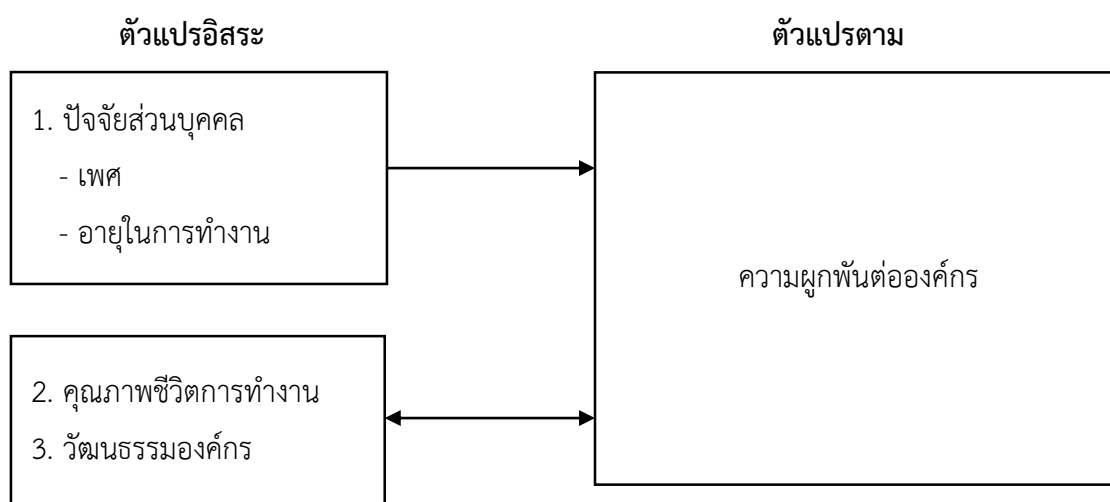 ตัวแปรอิสระ
ตัวแปรตาม
1. ปัจจัยส่วนบุคคล
- เพศ
- อายุในการทำงาน
ความผูกพันต่อองค์กร
2. คุณภาพชีวิตการทำงาน
3. วัฒนธรรมองค์กร